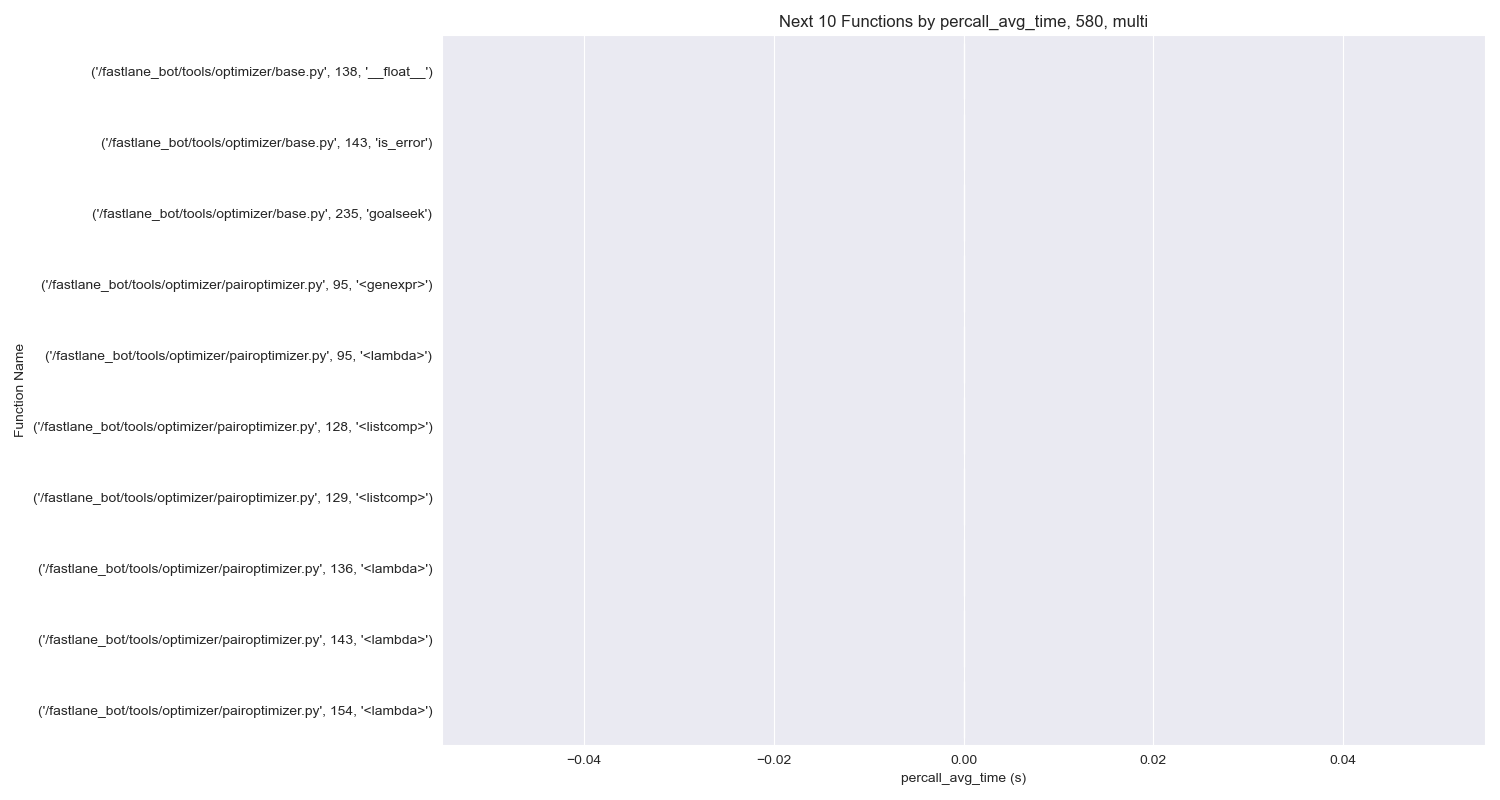 Next 10 Functions by percall_avg_time, 580, multi
('/fastlane_bot/tools/optimizer/base.py', 138, '__float__')
('/fastlane_bot/tools/optimizer/base.py', 143, 'is_error')
('/fastlane_bot/tools/optimizer/base.py', 235, 'goalseek')
('/fastlane_bot/tools/optimizer/pairoptimizer.py', 95, '<genexpr>')
('/fastlane_bot/tools/optimizer/pairoptimizer.py', 95, '<lambda>')
('/fastlane_bot/tools/optimizer/pairoptimizer.py', 128, '<listcomp>')
('/fastlane_bot/tools/optimizer/pairoptimizer.py', 129, '<listcomp>')
('/fastlane_bot/tools/optimizer/pairoptimizer.py', 136, '<lambda>')
('/fastlane_bot/tools/optimizer/pairoptimizer.py', 143, '<lambda>')
('/fastlane_bot/tools/optimizer/pairoptimizer.py', 154, '<lambda>')
Function Name
−0.04 −0.02 0.00 0.02 0.04
percall_avg_time (s)